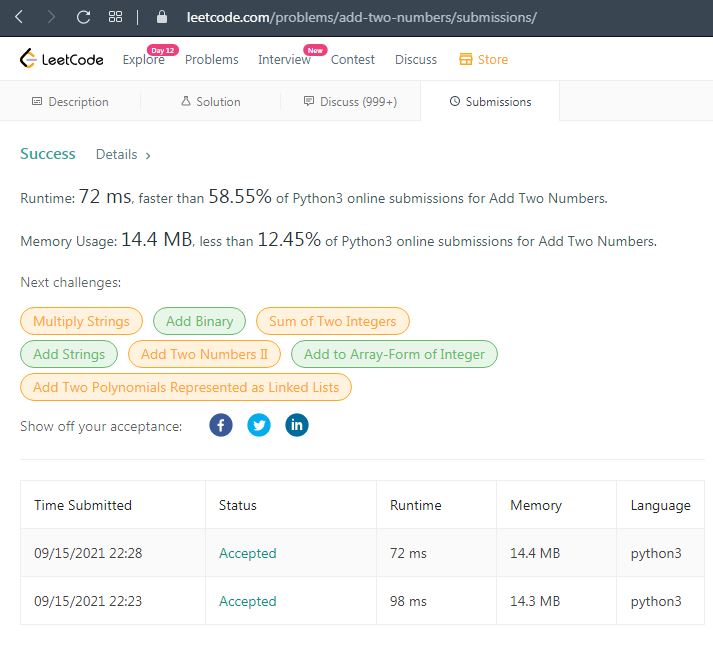 leetcode.com/problems/add-two-numbers/submissions/
LeetCode Explore Day 12 Problems Interview New Contest Discuss Store
Description Solution Discuss (999+) Submissions
Success Details >
Runtime: 72 ms, faster than 58.55% of Python3 online submissions for Add Two Numbers.
Memory Usage: 14.4 MB, less than 12.45% of Python3 online submissions for Add Two Numbers.
Next challenges:
Multiply Strings Add Binary Sum of Two Integers
Add Strings Add Two Numbers II Add to Array-Form of Integer
Add Two Polynomials Represented as Linked Lists
Show off your acceptance: f in
Time Submitted Status Runtime Memory Language
09/15/2021 22:28 Accepted 72 ms 14.4 MB python3
09/15/2021 22:23 Accepted 98 ms 14.3 MB python3